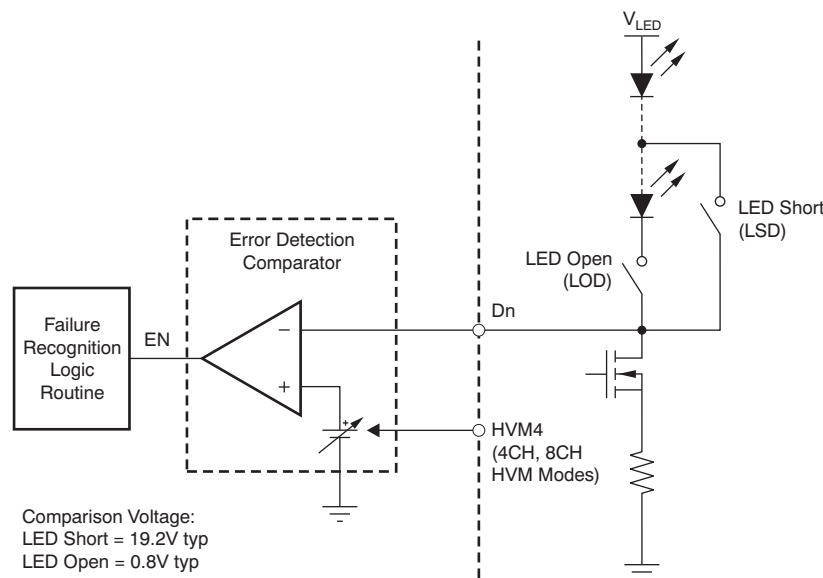 V_LED
LED Short
(LSD)
Error Detection
Comparator
LED Open
(LOD)
Dn
Failure
Recognition
Logic
Routine
EN
−
+
+
HVM4
(4CH, 8CH
HVM Modes)
Comparison Voltage:
LED Short = 19.2V typ
LED Open = 0.8V typ